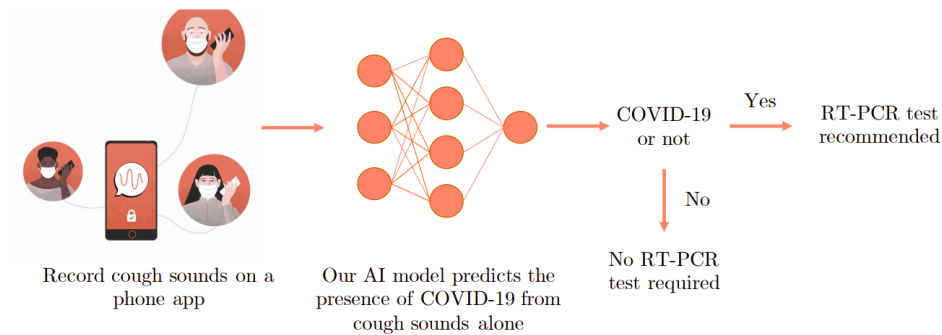 Record cough sounds on a
phone app
Our AI model predicts the
presence of COVID-19 from
cough sounds alone
COVID-19
or not
Yes
RT-PCR test
recommended
No
No RT-PCR
test required